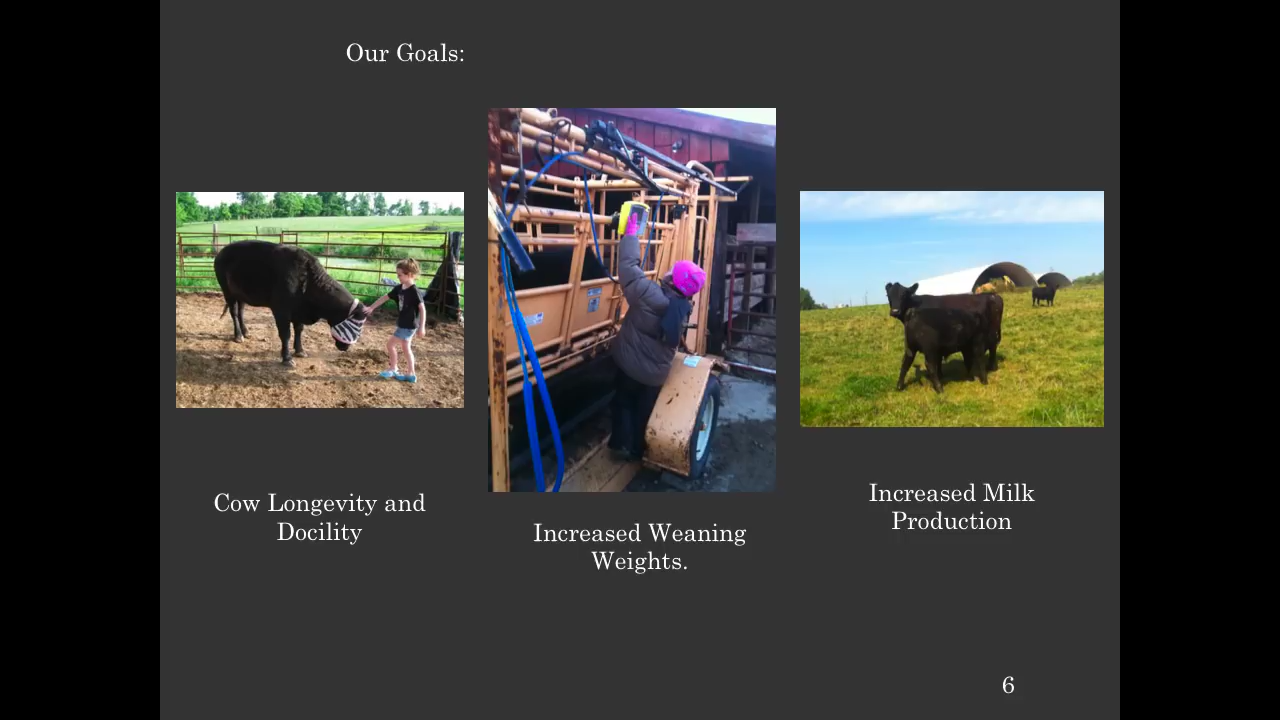 Our Goals:
Cow Longevity and
Docility
Increased Weaning
Weights.
Increased Milk
Production
6